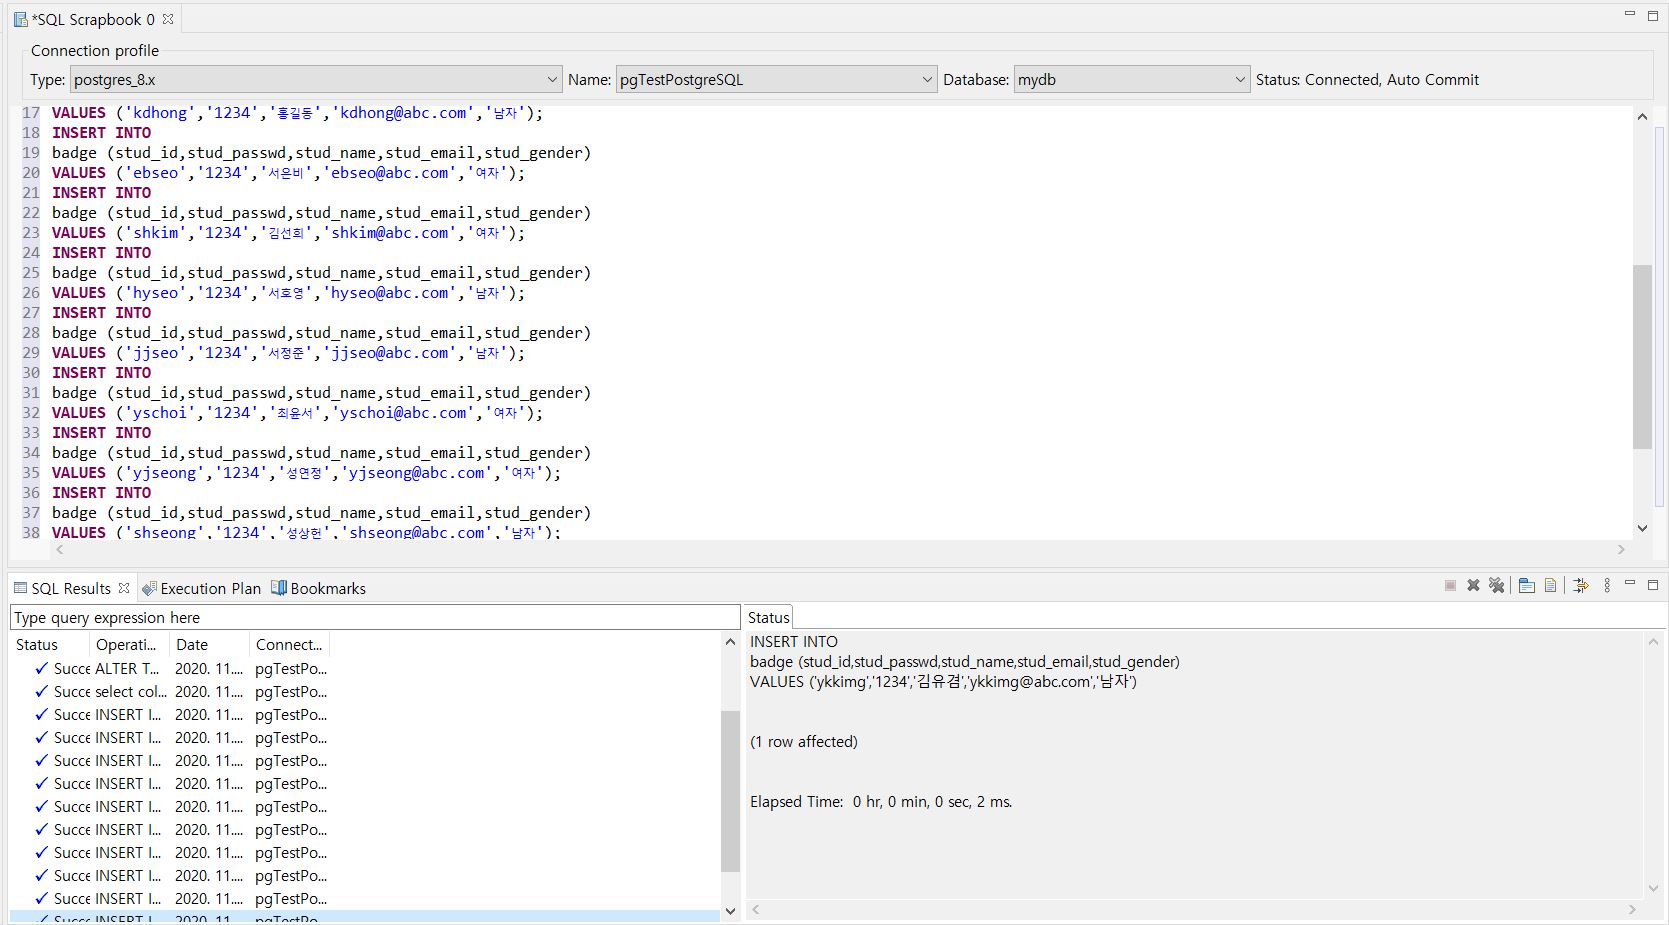 *SQL Scrapbook 0
Connection profile
Type: postgres_8.x Name: pgTestPostgreSQL Database: mydb Status: Connected, Auto Commit
17 VALUES ('kdhong','1234','홍길동','kdhong@abc.com','남자');
18 INSERT INTO
19 badge (stud_id,stud_passwd,stud_name,stud_email,stud_gender)
20 VALUES ('ebseo','1234','서은비','ebseo@abc.com','여자');
21 INSERT INTO
22 badge (stud_id,stud_passwd,stud_name,stud_email,stud_gender)
23 VALUES ('shkim','1234','김선희','shkim@abc.com','여자');
24 INSERT INTO
25 badge (stud_id,stud_passwd,stud_name,stud_email,stud_gender)
26 VALUES ('hyseo','1234','서호영','hyseo@abc.com','남자');
27 INSERT INTO
28 badge (stud_id,stud_passwd,stud_name,stud_email,stud_gender)
29 VALUES ('jjseo','1234','서정준','jjseo@abc.com','남자');
30 INSERT INTO
31 badge (stud_id,stud_passwd,stud_name,stud_email,stud_gender)
32 VALUES ('yschoi','1234','최윤서','yschoi@abc.com','여자');
33 INSERT INTO
34 badge (stud_id,stud_passwd,stud_name,stud_email,stud_gender)
35 VALUES ('yjseong','1234','성연정','yjseong@abc.com','여자');
36 INSERT INTO
37 badge (stud_id,stud_passwd,stud_name,stud_email,stud_gender)
38 VALUES ('shseong','1234','성상헌','shseong@abc.com','남자');
SQL Results Execution Plan Bookmarks
Type query expression here
Status Operati... Date Connect...
Succe ALTER T... 2020. 11.... pgTestPo...
Succe select col... 2020. 11.... pgTestPo...
Succe INSERT I... 2020. 11.... pgTestPo...
Succe INSERT I... 2020. 11.... pgTestPo...
Succe INSERT I... 2020. 11.... pgTestPo...
Succe INSERT I... 2020. 11.... pgTestPo...
Succe INSERT I... 2020. 11.... pgTestPo...
Succe INSERT I... 2020. 11.... pgTestPo...
Succe INSERT I... 2020. 11.... pgTestPo...
Succe INSERT I... 2020. 11.... pgTestPo...
Succe INSERT I... 2020. 11.... pgTestPo...
Succe INSERT I... 2020. 11.... pgTestPo...
Status
INSERT INTO
badge (stud_id,stud_passwd,stud_name,stud_email,stud_gender)
VALUES ('ykkimg','1234','김유겸','ykkimg@abc.com','남자')
(1 row affected)
Elapsed Time:  0 hr, 0 min, 0 sec, 2 ms.